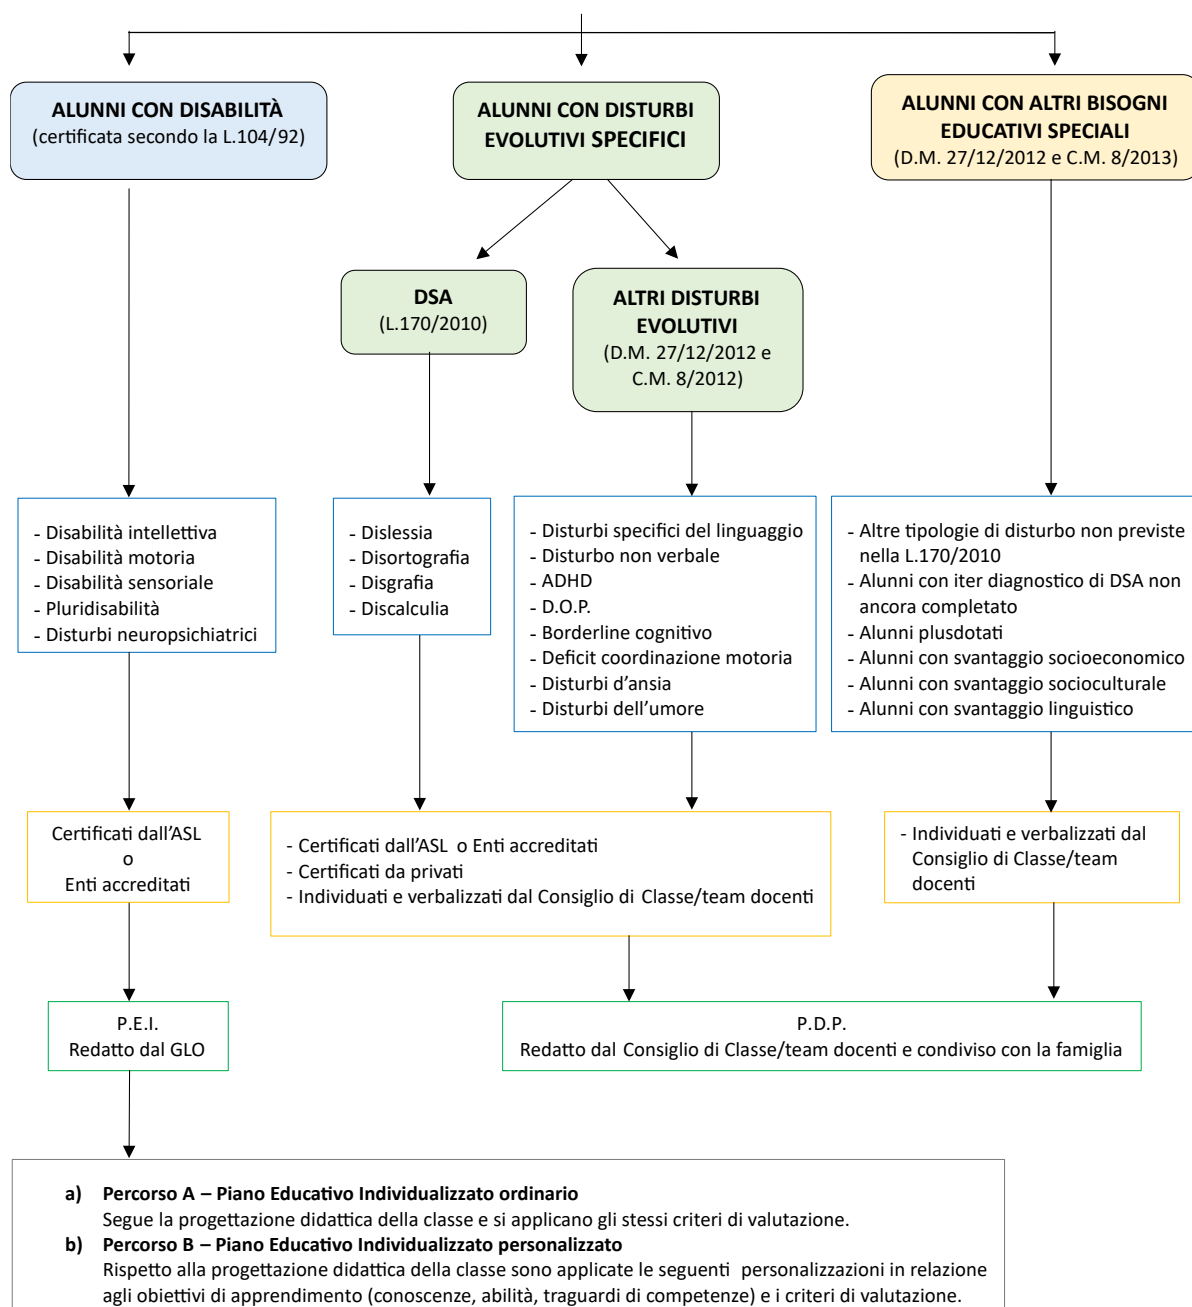 ALUNNI CON DISABILITÀ
(certificata secondo la L.104/92)
ALUNNI CON DISTURBI
EVOLUTIVI SPECIFICI
ALUNNI CON ALTRI BISOGNI
EDUCATIVI SPECIALI
(D.M. 27/12/2012 e C.M. 8/2013)
DSA
(L.170/2010)
ALTRI DISTURBI
EVOLUTIVI
(D.M. 27/12/2012 e
C.M. 8/2012)
- Disabilità intellettiva
- Disabilità motoria
- Disabilità sensoriale
- Pluridisabilità
- Disturbi neuropsichiatrici
- Dislessia
- Disortografia
- Disgrafia
- Discalculia
- Disturbi specifici del linguaggio
- Disturbo non verbale
- ADHD
- D.O.P.
- Borderline cognitivo
- Deficit coordinazione motoria
- Disturbi d'ansia
- Disturbi dell'umore
- Altre tipologie di disturbo non previste
nella L.170/2010
- Alunni con iter diagnostico di DSA non
ancora completato
- Alunni plusdotati
- Alunni con svantaggio socioeconomico
- Alunni con svantaggio socioculturale
- Alunni con svantaggio linguistico
Certificati dall'ASL
o
Enti accreditati
- Certificati dall'ASL o Enti accreditati
- Certificati da privati
- Individuati e verbalizzati dal Consiglio di Classe/team docenti
- Individuati e verbalizzati dal
Consiglio di Classe/team
docenti
P.E.I.
Redatto dal GLO
P.D.P.
Redatto dal Consiglio di Classe/team docenti e condiviso con la famiglia
a) Percorso A – Piano Educativo Individualizzato ordinario
Segue la progettazione didattica della classe e si applicano gli stessi criteri di valutazione.
b) Percorso B – Piano Educativo Individualizzato personalizzato
Rispetto alla progettazione didattica della classe sono applicate le seguenti personalizzazioni in relazione
agli obiettivi di apprendimento (conoscenze, abilità, traguardi di competenze) e i criteri di valutazione.